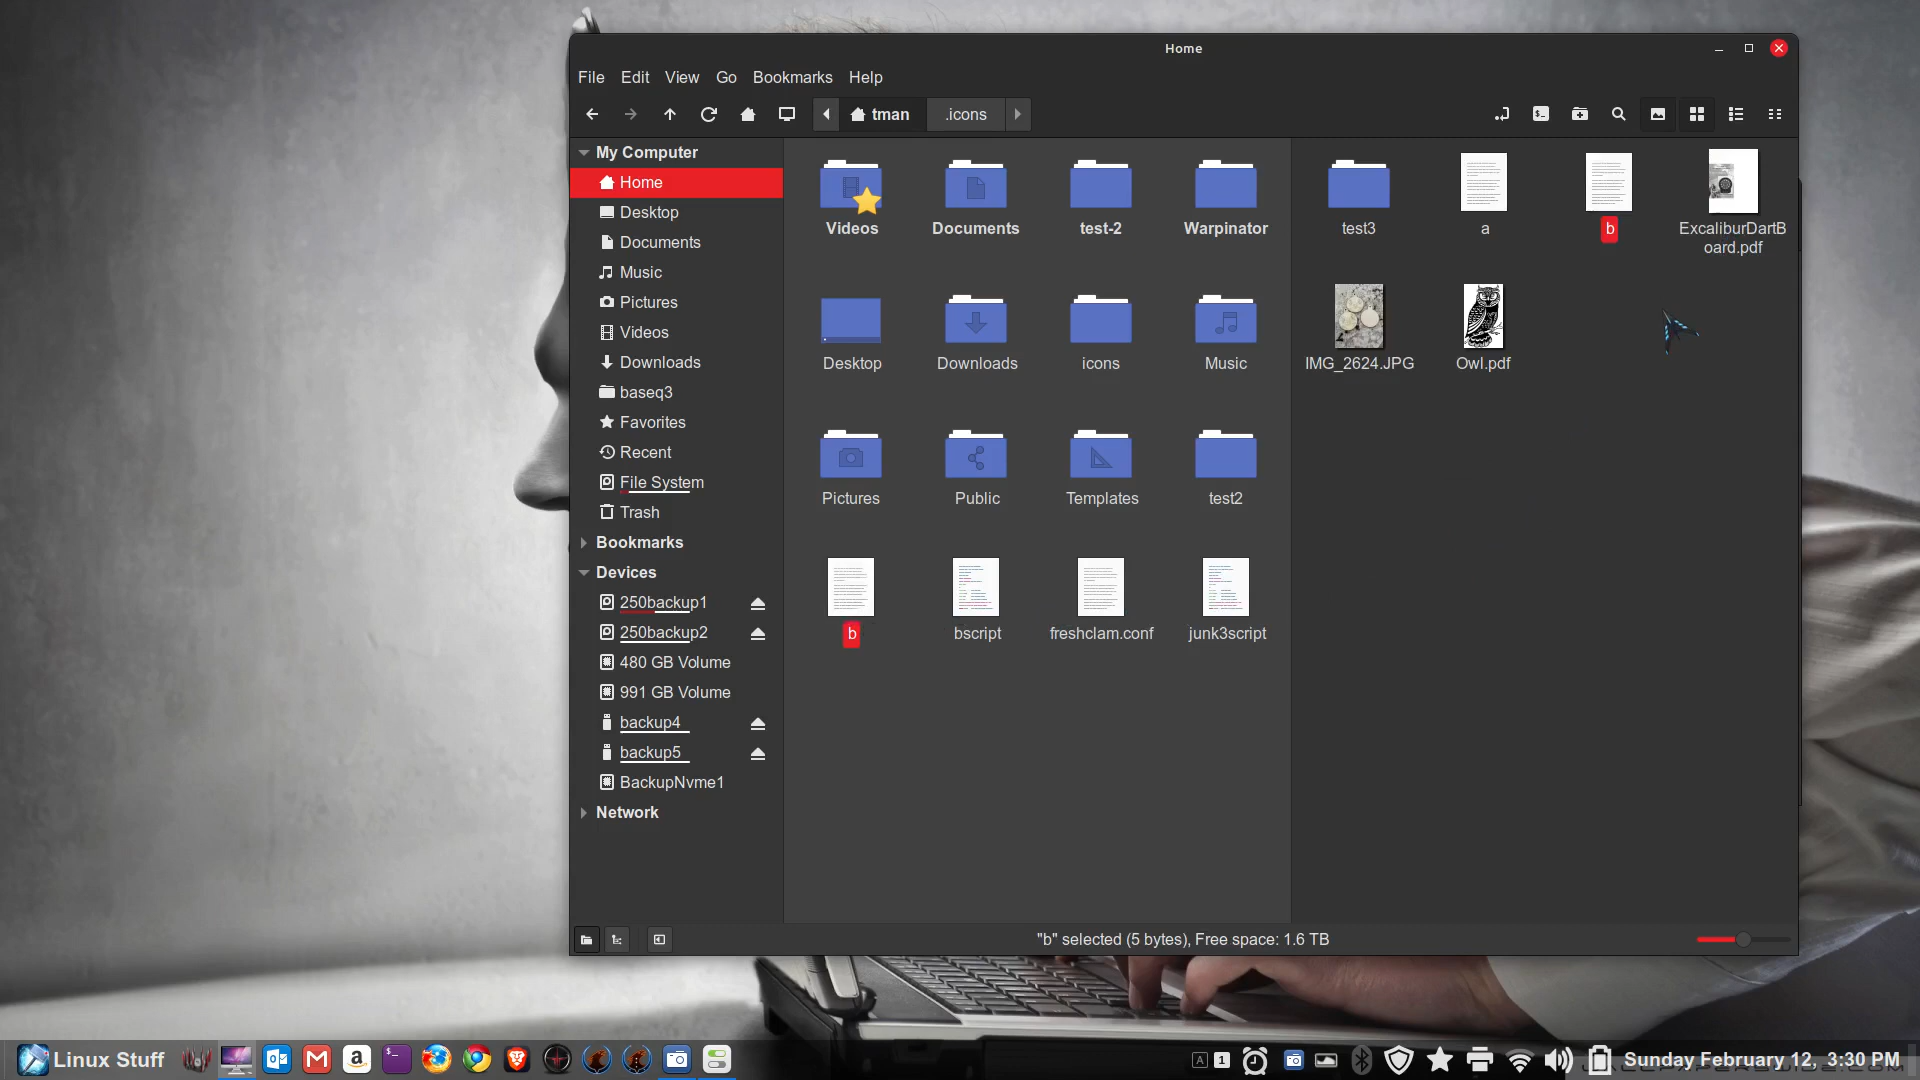 Home
File Edit View Go Bookmarks Help
tman .icons
My Computer
Home
Desktop
Documents
Music
Pictures
Videos
Downloads
baseq3
Favorites
Recent
File System
Trash
Bookmarks
Devices
250backup1
250backup2
480 GB Volume
991 GB Volume
backup4
backup5
BackupNvme1
Network
Videos Documents test-2 Warpinator
Desktop Downloads icons Music
Pictures Public Templates test2
b bscript freshclam.conf junk3script
test3 a b ExcaliburDartB
oard.pdf
IMG_2624.JPG Owl.pdf
"b" selected (5 bytes), Free space: 1.6 TB
Linux Stuff
A 1
Sunday February 12, 3:30 PM